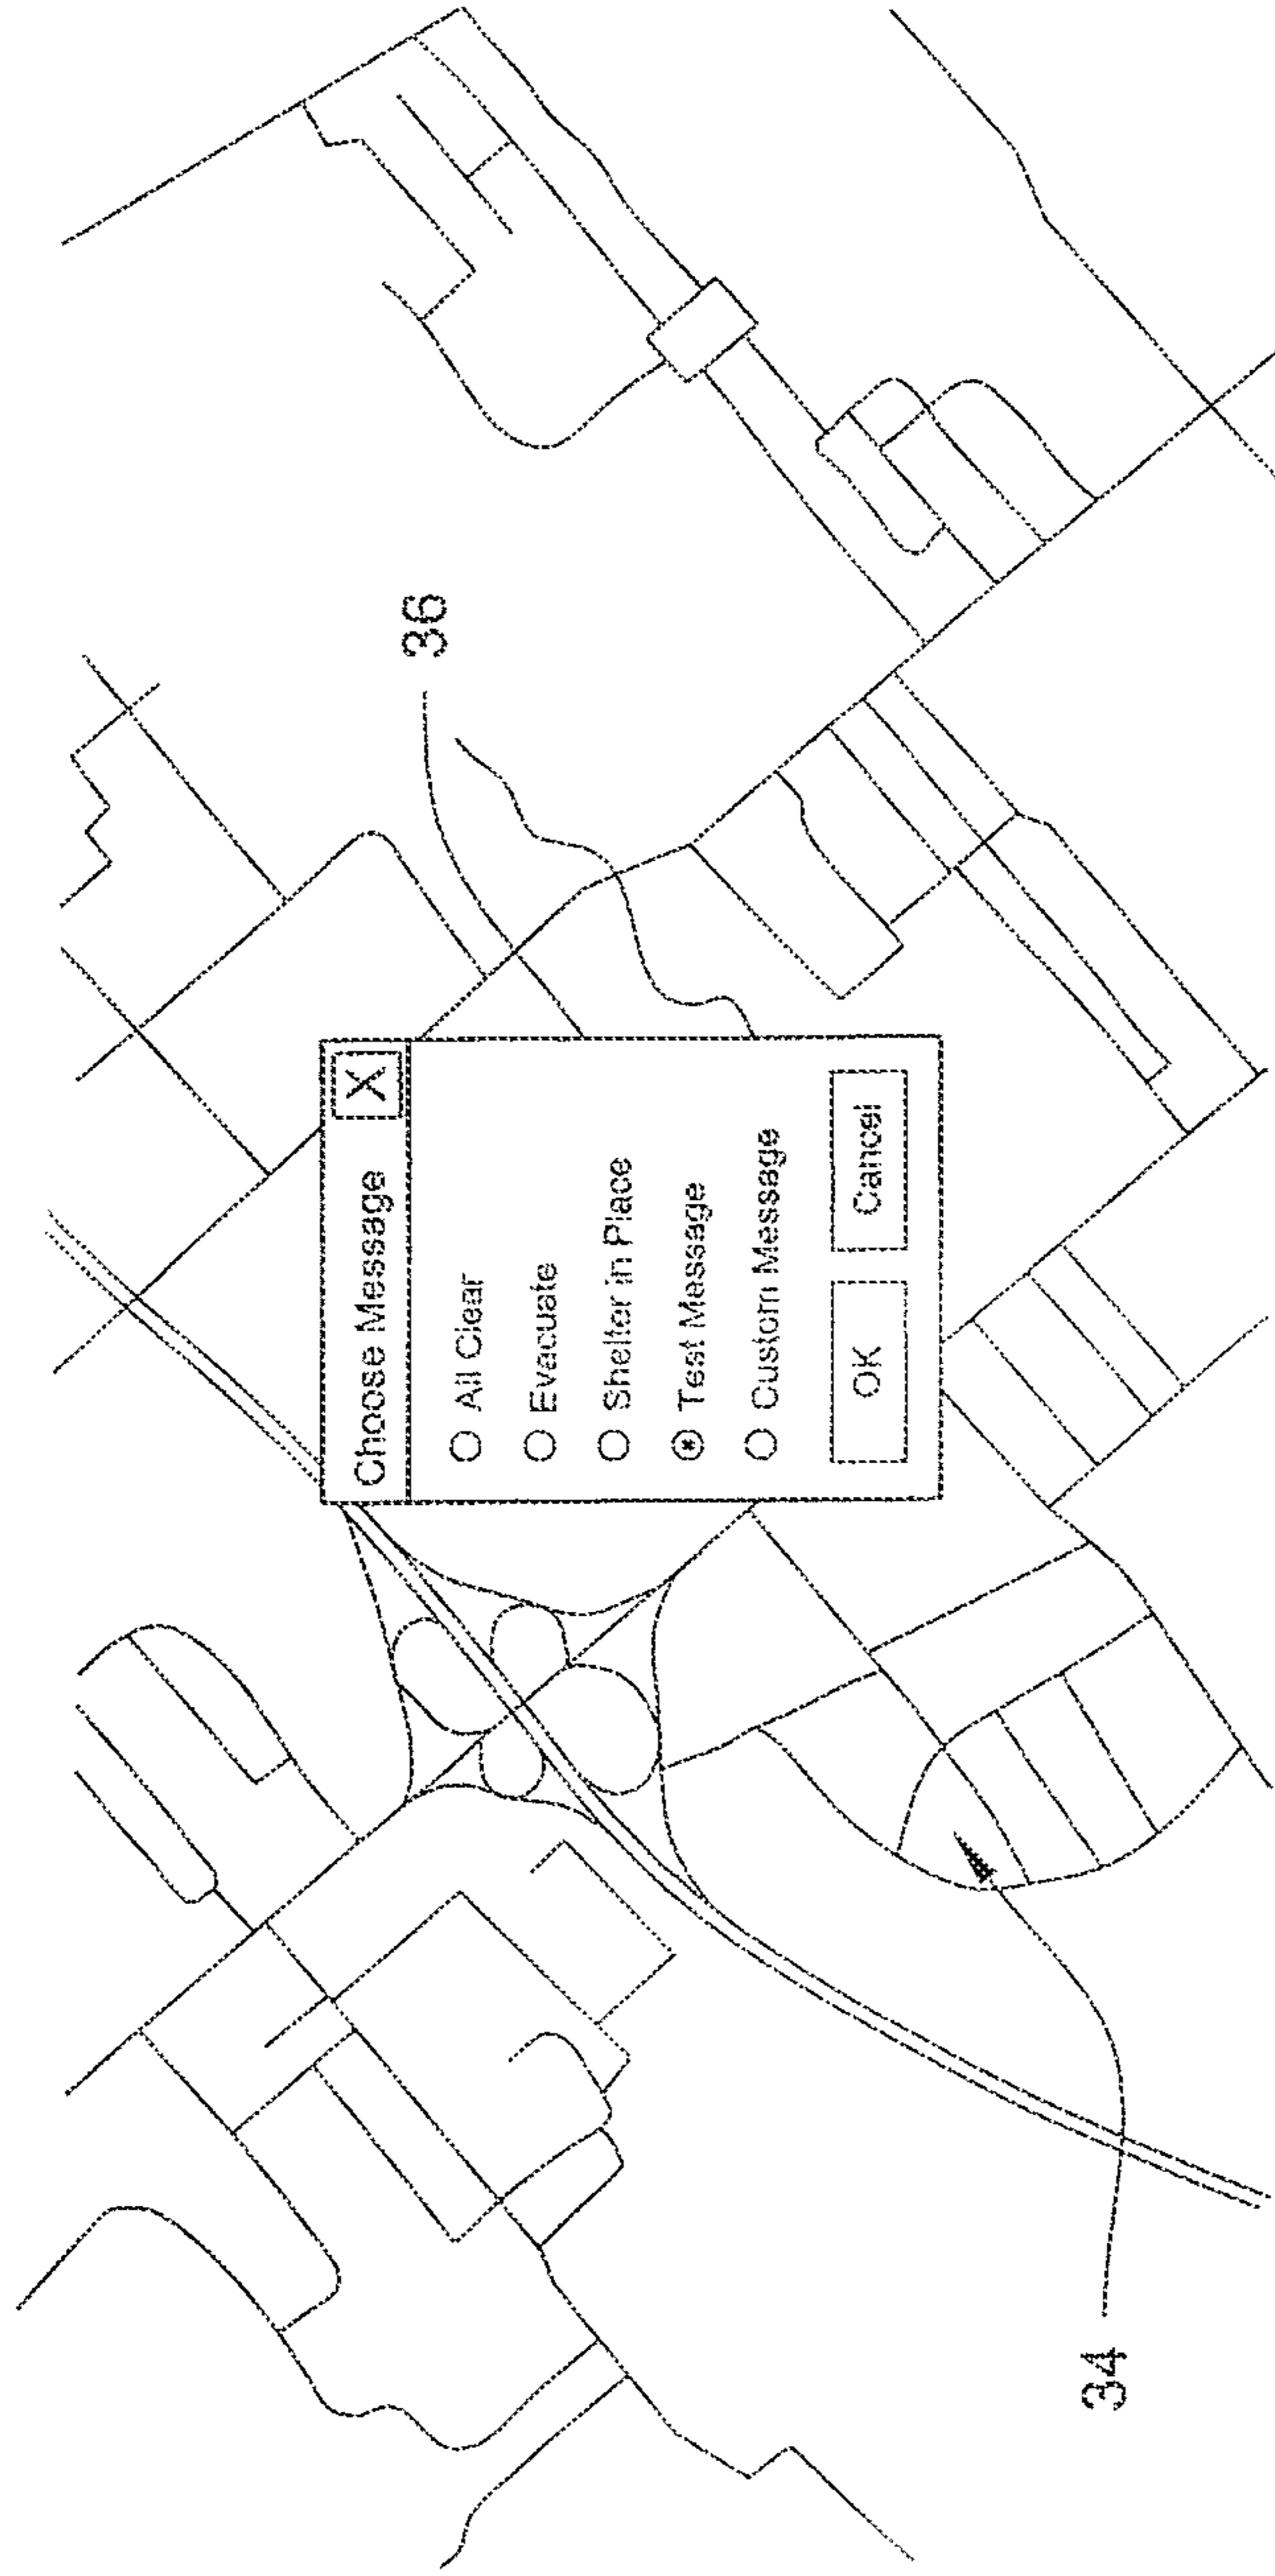 36
Choose Message X
All Clear
Evacuate
Shelter in Place
Test Message
Custom Message
OK Cancel
34